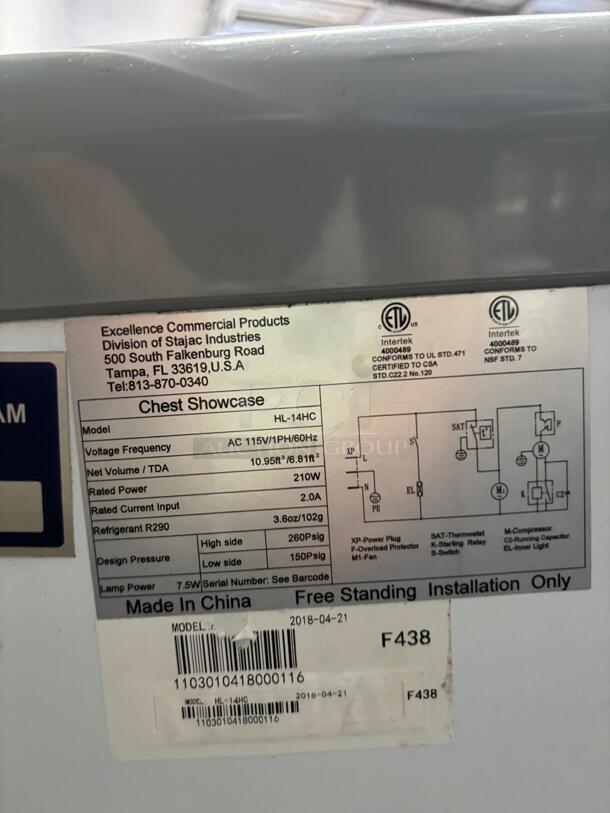 Excellence Commercial Products
Division of Stajac Industries
500 South Falkenburg Road
Tampa, FL 33619,U.S.A
Tel:813-870-0340
ETL
C US
Intertek
4000489
CONFORMS TO UL STD.471
CERTIFIED TO CSA
STD.C22.2 No.120
ETL
Intertek
4000489
CONFORMS TO
NSF STD. 7
AM
Chest Showcase
Model HL-14HC
Voltage Frequency AC 115V/1PH/60Hz
Net Volume / TDA 10.95ft³/6.81ft²
Rated Power 210W
Rated Current Input 2.0A
Refrigerant R290 3.6oz/102g
Design Pressure High side 260Psig
Low side 150Psig
Lamp Power 7.5W Serial Number: See Barcode
XP L N PE S EL SAT t° M1 M F K C2
XP-Power Plug
F-Overload Protector
M1-Fan
SAT-Thermostat
K-Starting Relay
S-Switch
M-Compressor
C2-Running Capacitor
EL-Inner Light
Made In China Free Standing Installation Only
MODEL: 2018-04-21
F438
1103010418000116
MODEL: HL-14HC 2018-04-21 F438
1103010418000116
AUCTION GROUP